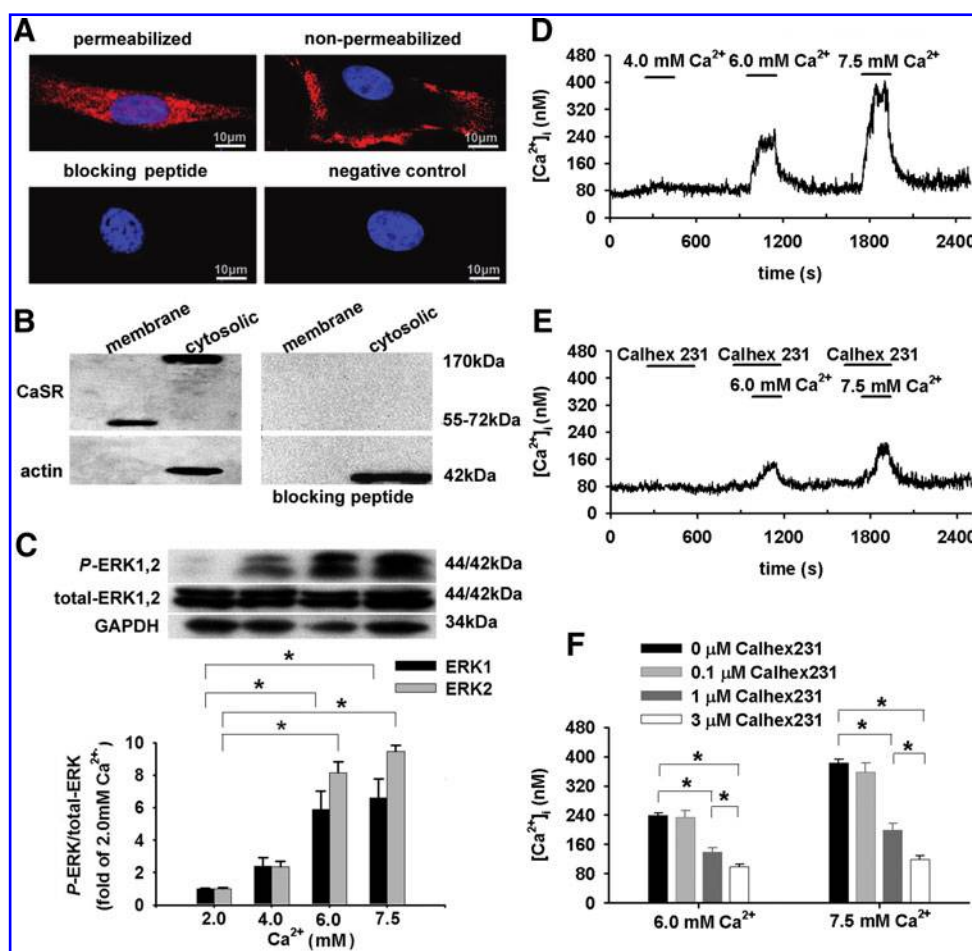 A
permeabilized
non-permeabilized
10µm
10µm
blocking peptide
negative control
10µm
10µm
B
membrane
cytosolic
membrane
cytosolic
CaSR
170kDa
55-72kDa
actin
42kDa
blocking peptide
C
P-ERK1,2
44/42kDa
total-ERK1,2
44/42kDa
GAPDH
34kDa
ERK1
ERK2
*
*
*
*
P-ERK/total-ERK
(fold of 2.0mM Ca²⁺)
10
8
6
4
2
0
2.0 4.0 6.0 7.5
Ca²⁺ (mM)
D
4.0 mM Ca²⁺ 6.0 mM Ca²⁺ 7.5 mM Ca²⁺
[Ca²⁺]i (nM)
480
400
320
240
160
80
0
0 600 1200 1800 2400
time (s)
E
Calhex 231 Calhex 231 Calhex 231
6.0 mM Ca²⁺ 7.5 mM Ca²⁺
[Ca²⁺]i (nM)
480
400
320
240
160
80
0
0 600 1200 1800 2400
time (s)
F
0 µM Calhex231
0.1 µM Calhex231
1 µM Calhex231
3 µM Calhex231
*
*
*
*
*
*
[Ca²⁺]i (nM)
480
400
320
240
160
80
0
6.0 mM Ca²⁺ 7.5 mM Ca²⁺